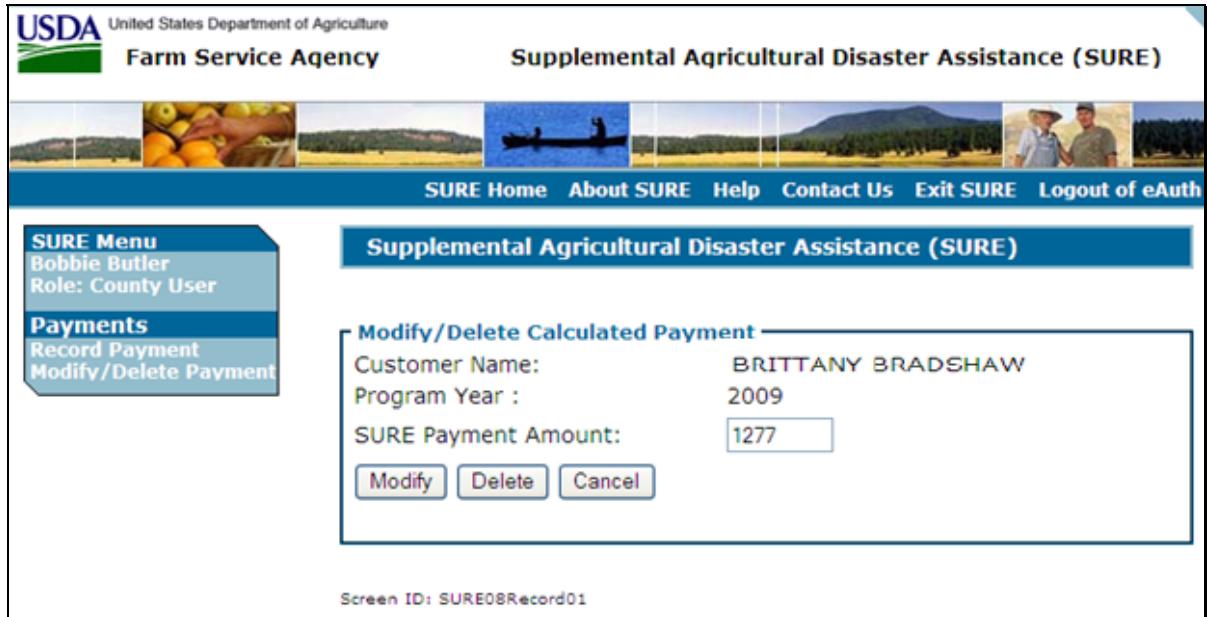 USDA United States Department of Agriculture
Farm Service Agency Supplemental Agricultural Disaster Assistance (SURE)
SURE Home About SURE Help Contact Us Exit SURE Logout of eAuth
SURE Menu
Bobbie Butler
Role: County User
Payments
Record Payment
Modify/Delete Payment
Supplemental Agricultural Disaster Assistance (SURE)
Modify/Delete Calculated Payment
Customer Name: BRITTANY BRADSHAW
Program Year : 2009
SURE Payment Amount: 1277
Modify Delete Cancel
Screen ID: SURE08Record01